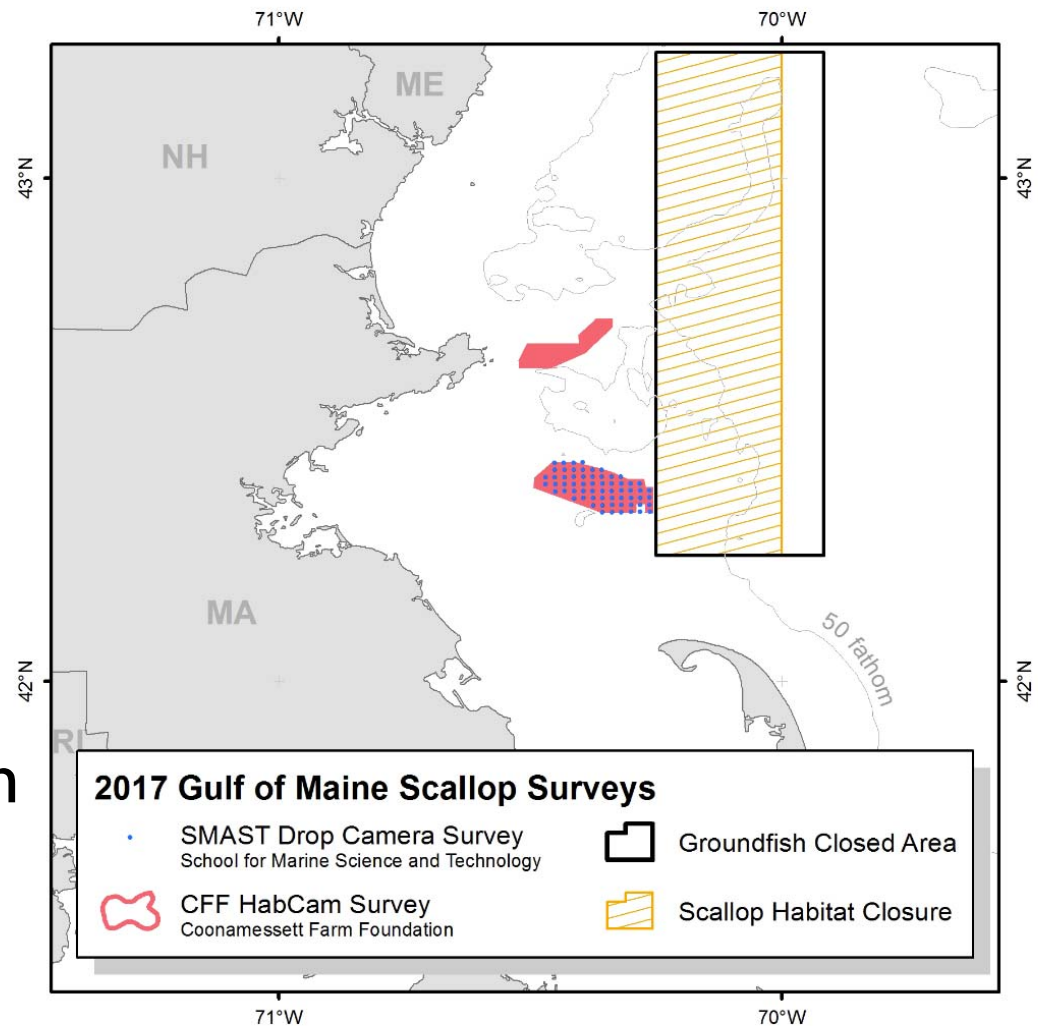 71°W
70°W
43°N
43°N
ME
NH
MA
50 fathom
42°N
42°N
RI
n
2017 Gulf of Maine Scallop Surveys
SMAST Drop Camera Survey
School for Marine Science and Technology
Groundfish Closed Area
CFF HabCam Survey
Coonamessett Farm Foundation
Scallop Habitat Closure
71°W
70°W